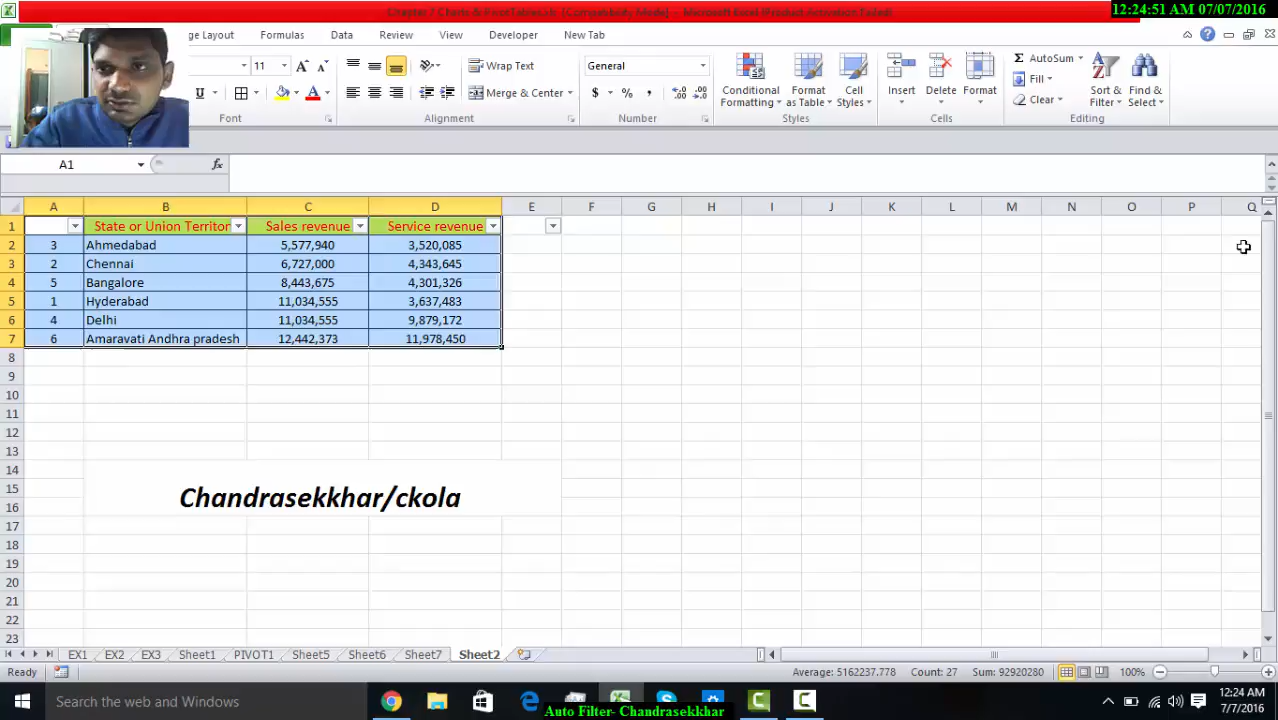 Chapter 7 Charts & PivotTables.xls [Compatibility Mode] - Microsoft Excel (Product Activation Failed)
12:24:51 AM 07/07/2016
ge Layout Formulas Data Review View Developer New Tab
11 A A Wrap Text General Conditional Formatting Format as Table Cell Styles Insert Delete Format Σ AutoSum Fill Clear Sort & Filter Find & Select
U A Merge & Center $ % ,
Font Alignment Number Styles Cells Editing
A1 fx
A B C D E F G H I J K L M N O P Q
1 State or Union Territor Sales revenue Service revenue
2 3 Ahmedabad 5,577,940 3,520,085
3 2 Chennai 6,727,000 4,343,645
4 5 Bangalore 8,443,675 4,301,326
5 1 Hyderabad 11,034,555 3,637,483
6 4 Delhi 11,034,555 9,879,172
7 6 Amaravati Andhra pradesh 12,442,373 11,978,450
8
9
10
11
12
13
14
15 Chandrasekkhar/ckola
16
17
18
19
20
21
22
23
EX1 EX2 EX3 Sheet1 PIVOT1 Sheet5 Sheet6 Sheet7 Sheet2
Ready Average: 5162237.778 Count: 27 Sum: 92920280 100%
Search the web and Windows
12:24 AM
7/7/2016
Auto Filter- Chandrasekkhar